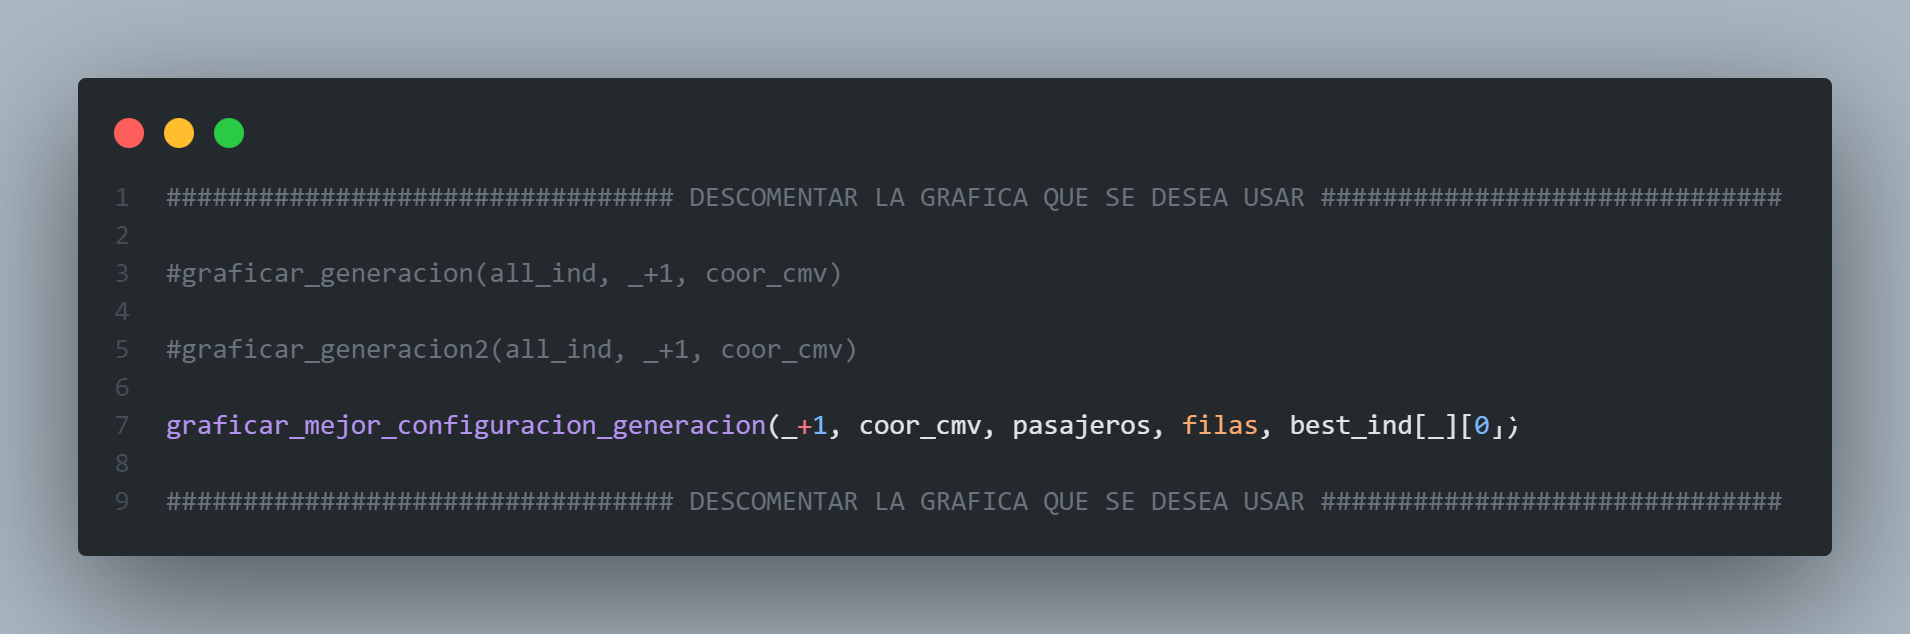 1 ################################# DESCOMENTAR LA GRAFICA QUE SE DESEA USAR ##############################
2
3 #graficar_generacion(all_ind, _+1, coor_cmv)
4
5 #graficar_generacion2(all_ind, _+1, coor_cmv)
6
7 graficar_mejor_configuracion_generacion(_+1, coor_cmv, pasajeros, filas, best_ind[_][0
8
9 ################################# DESCOMENTAR LA GRAFICA QUE SE DESEA USAR ##############################